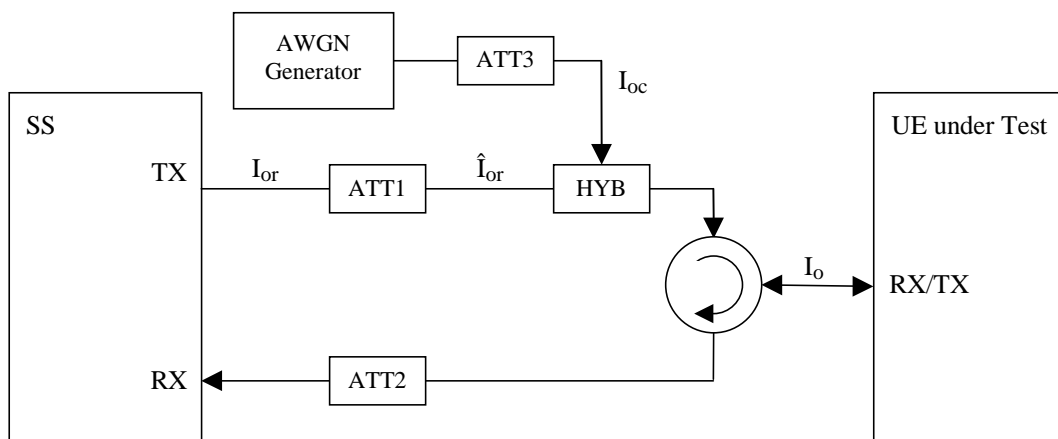 AWGN
Generator
ATT3
I_oc
SS
UE under Test
TX
I_or
ATT1
Î_or
HYB
I_o
RX/TX
RX
ATT2